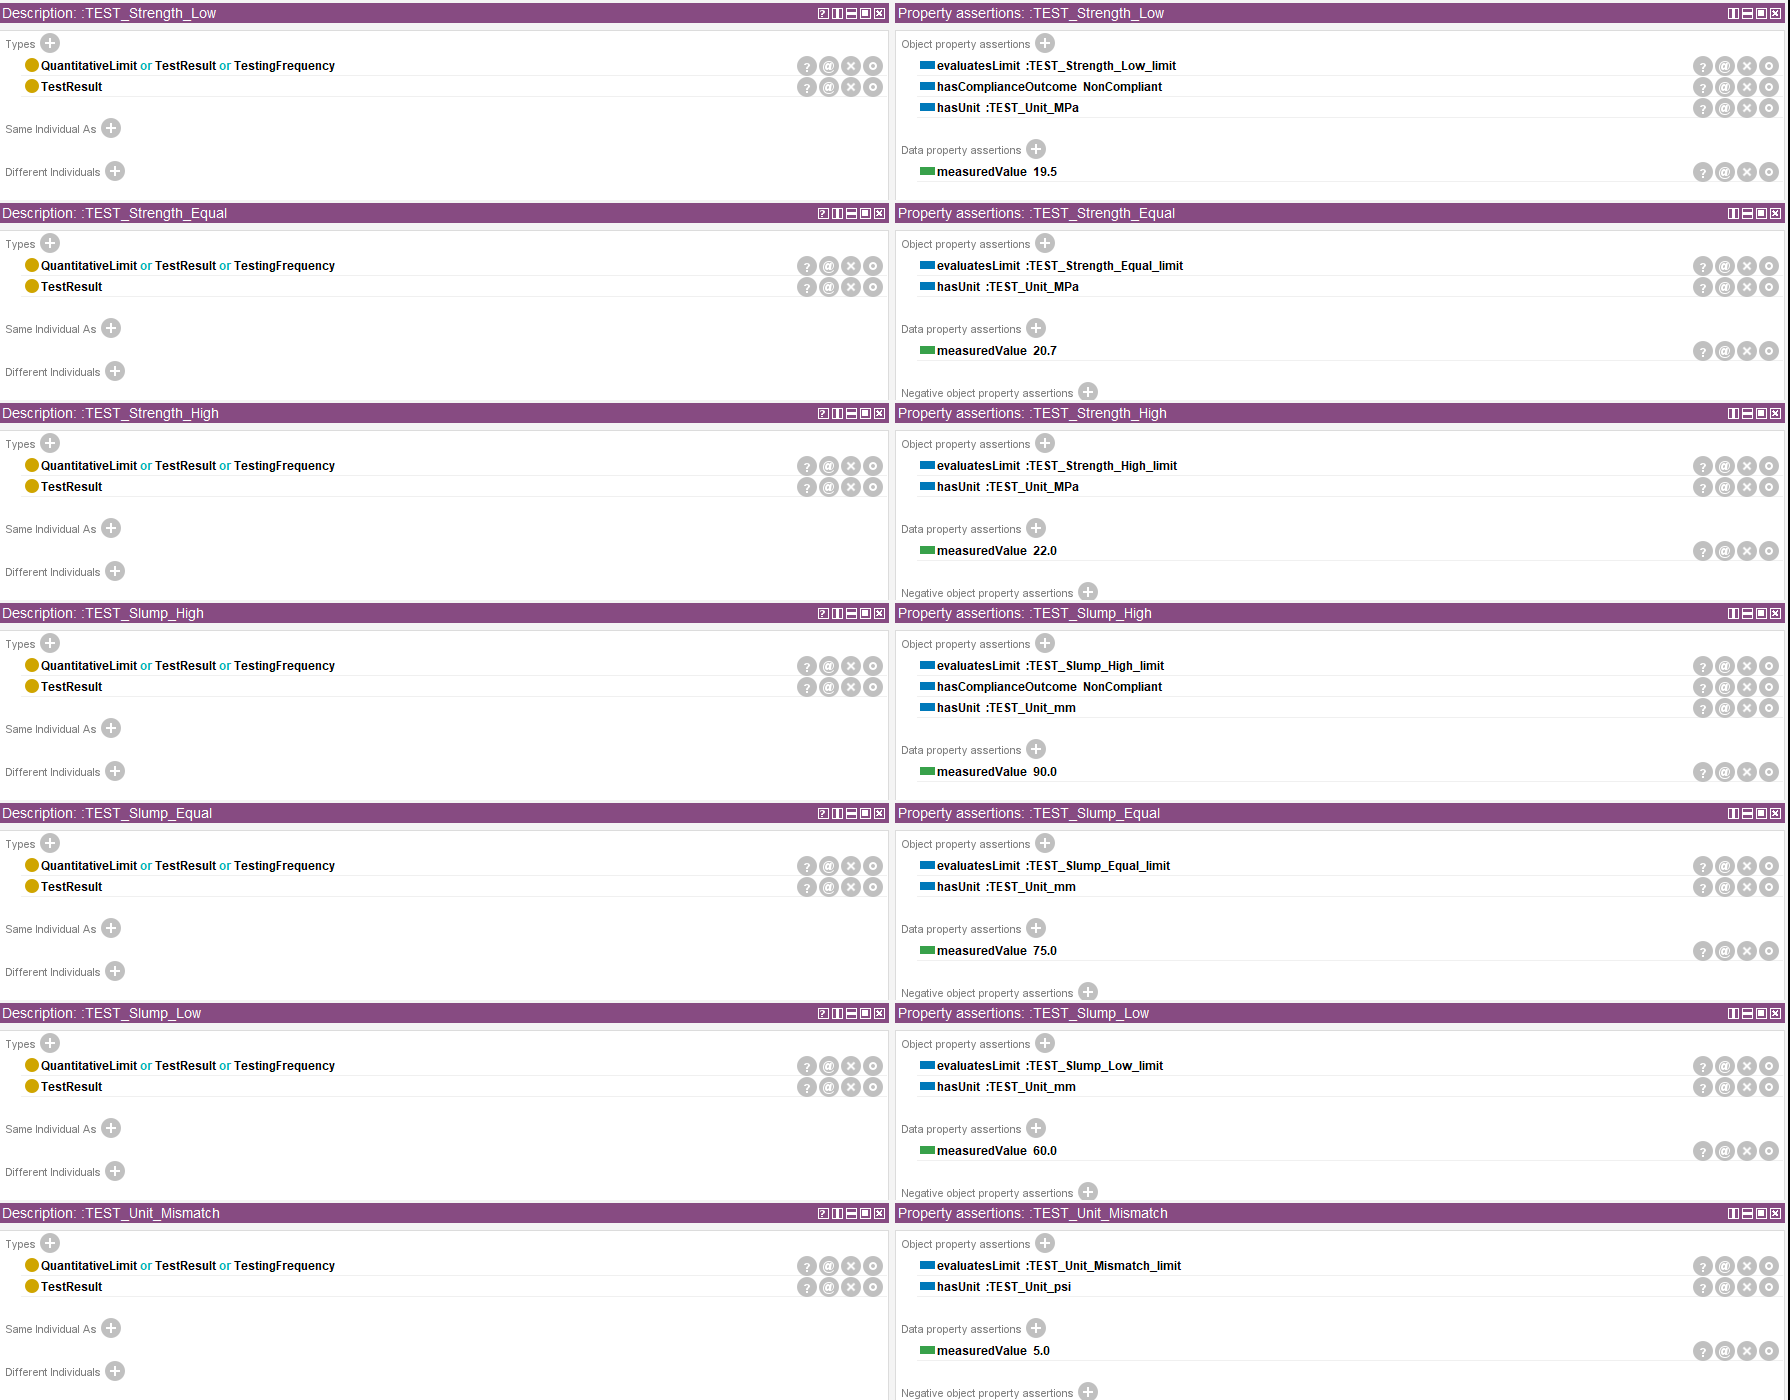 Description: :TEST_Strength_Low
Types
QuantitativeLimit or TestResult or TestingFrequency
TestResult
Same Individual As
Different Individuals
Property assertions: :TEST_Strength_Low
Object property assertions
evaluatesLimit :TEST_Strength_Low_limit
hasComplianceOutcome NonCompliant
hasUnit :TEST_Unit_MPa
Data property assertions
measuredValue 19.5
Description: :TEST_Strength_Equal
Types
QuantitativeLimit or TestResult or TestingFrequency
TestResult
Same Individual As
Different Individuals
Property assertions: :TEST_Strength_Equal
Object property assertions
evaluatesLimit :TEST_Strength_Equal_limit
hasUnit :TEST_Unit_MPa
Data property assertions
measuredValue 20.7
Negative object property assertions
Description: :TEST_Strength_High
Types
QuantitativeLimit or TestResult or TestingFrequency
TestResult
Same Individual As
Different Individuals
Property assertions: :TEST_Strength_High
Object property assertions
evaluatesLimit :TEST_Strength_High_limit
hasUnit :TEST_Unit_MPa
Data property assertions
measuredValue 22.0
Negative object property assertions
Description: :TEST_Slump_High
Types
QuantitativeLimit or TestResult or TestingFrequency
TestResult
Same Individual As
Different Individuals
Property assertions: :TEST_Slump_High
Object property assertions
evaluatesLimit :TEST_Slump_High_limit
hasComplianceOutcome NonCompliant
hasUnit :TEST_Unit_mm
Data property assertions
measuredValue 90.0
Description: :TEST_Slump_Equal
Types
QuantitativeLimit or TestResult or TestingFrequency
TestResult
Same Individual As
Different Individuals
Property assertions: :TEST_Slump_Equal
Object property assertions
evaluatesLimit :TEST_Slump_Equal_limit
hasUnit :TEST_Unit_mm
Data property assertions
measuredValue 75.0
Negative object property assertions
Description: :TEST_Slump_Low
Types
QuantitativeLimit or TestResult or TestingFrequency
TestResult
Same Individual As
Different Individuals
Property assertions: :TEST_Slump_Low
Object property assertions
evaluatesLimit :TEST_Slump_Low_limit
hasUnit :TEST_Unit_mm
Data property assertions
measuredValue 60.0
Negative object property assertions
Description: :TEST_Unit_Mismatch
Types
QuantitativeLimit or TestResult or TestingFrequency
TestResult
Same Individual As
Different Individuals
Property assertions: :TEST_Unit_Mismatch
Object property assertions
evaluatesLimit :TEST_Unit_Mismatch_limit
hasUnit :TEST_Unit_psi
Data property assertions
measuredValue 5.0
Negative object property assertions